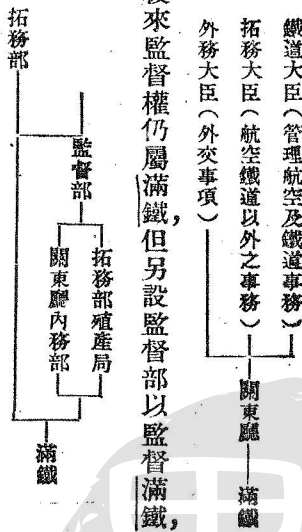 鐵道大臣（管理航空及鐵道事務）
拓務大臣（航空鐵道以外之事務）
外務大臣（外交事項）
關東廳
滿鐵
來監督權仍屬滿鐵，但另設監督部以監督滿鐵，
拓務部殖產局
關東廳內務部
監督部
滿鐵
拓務部